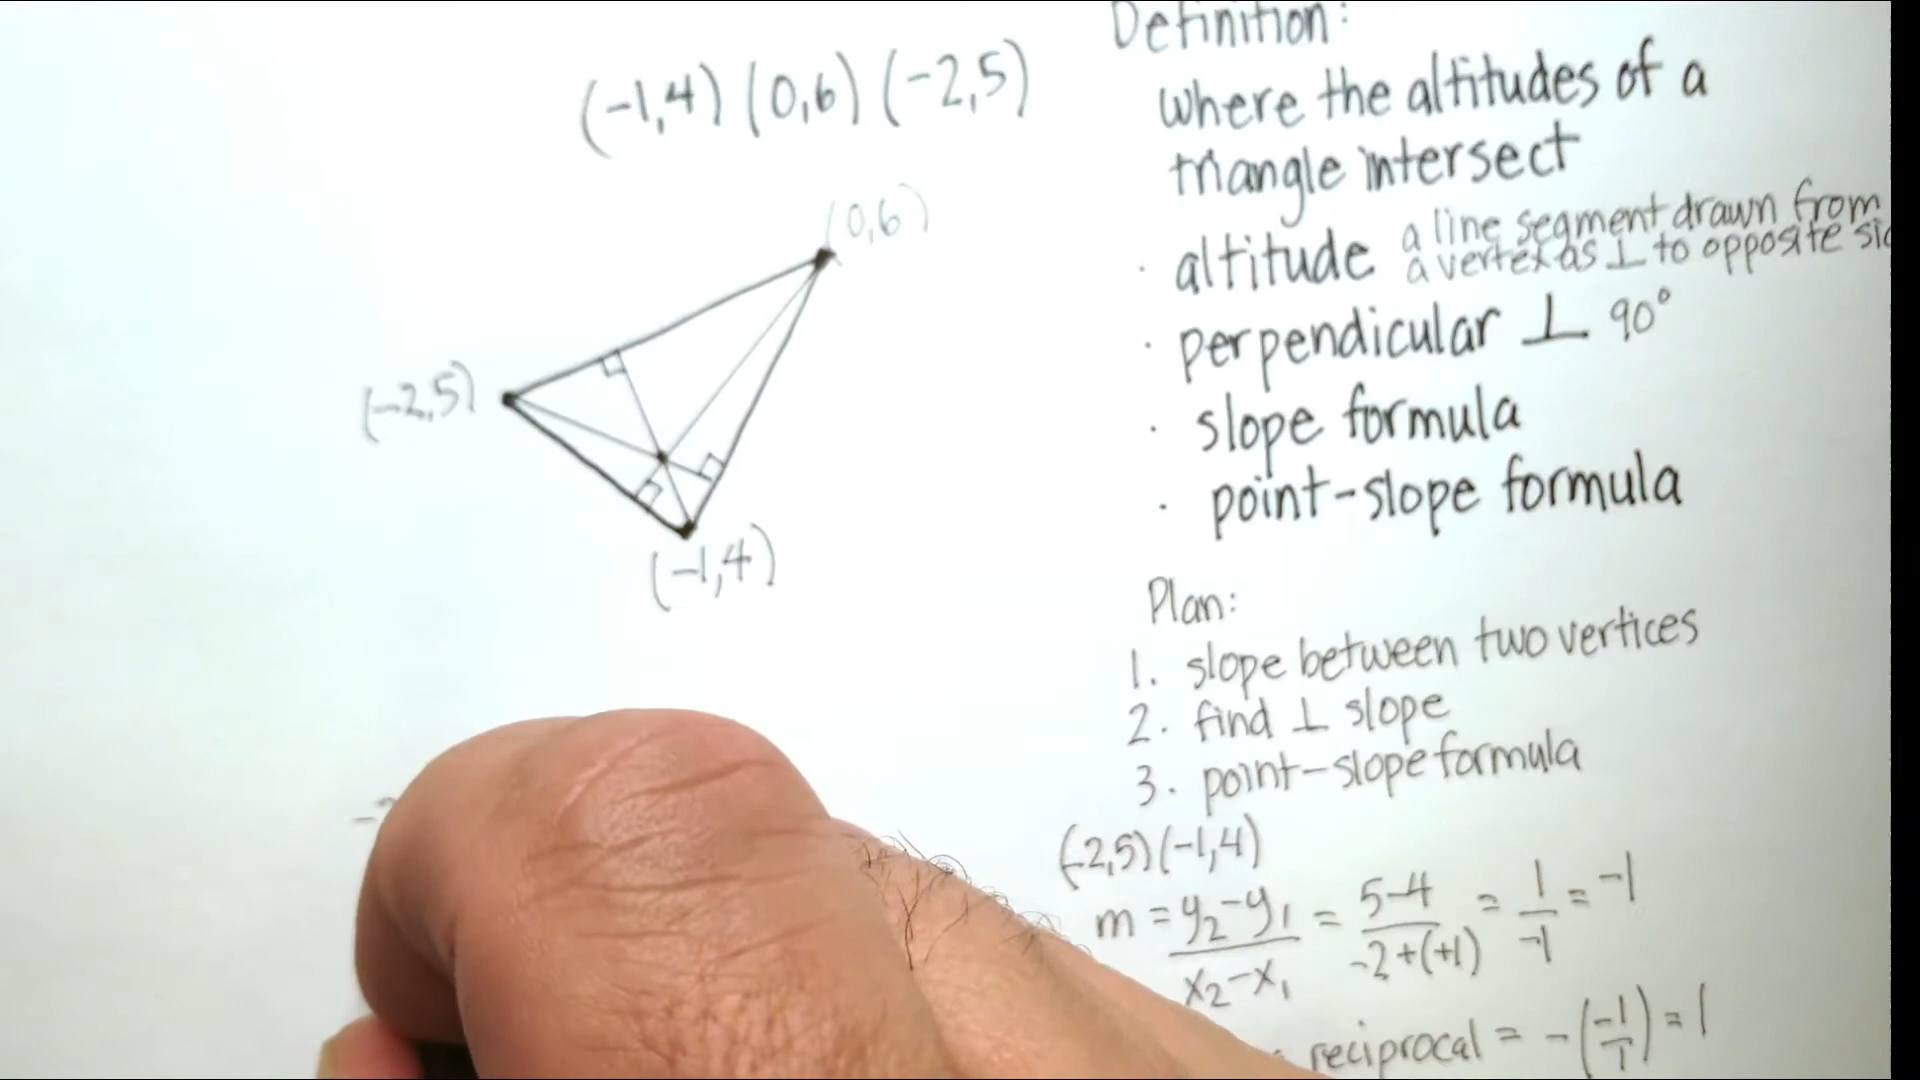 (-1,4) (0,6) (-2,5)
(0,6)
(-2,5)
(-1,4)
Definition:
where the altitudes of a
triangle intersect
· altitude a line segment drawn from
a vertex as ⊥ to opposite
· perpendicular ⊥ 90°
· slope formula
· point-slope formula
Plan:
1. slope between two vertices
2. find ⊥ slope
3. point-slope formula
(-2,5) (-1,4)
m = y₂-y₁ / x₂-x₁ = 5-4 / -2+(+1) = 1/-1 = -1
reciprocal = -(-1/1) = 1